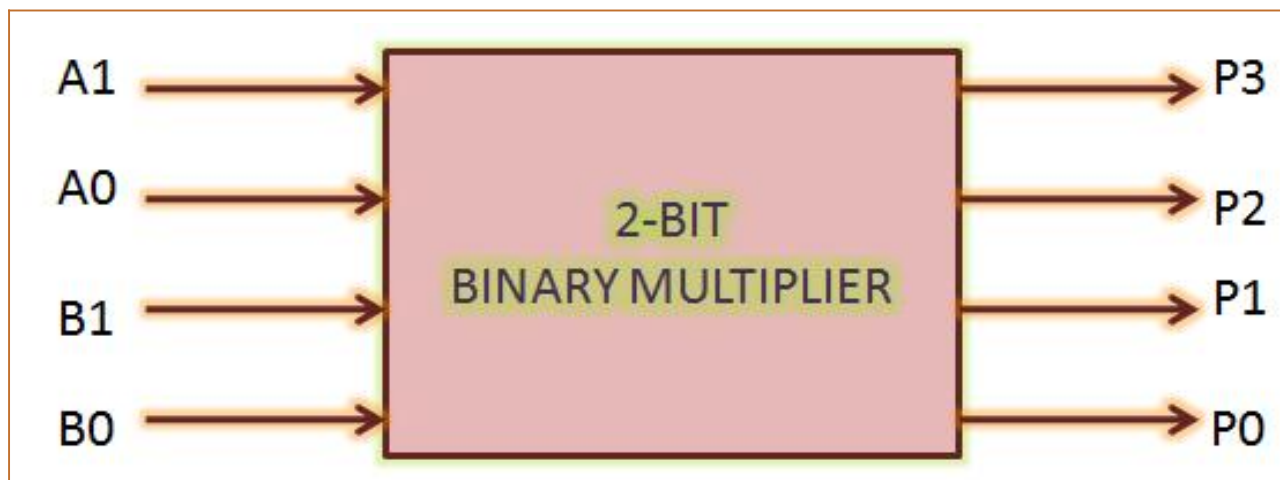 A1
A0
B1
B0
2-BIT
BINARY MULTIPLIER
P3
P2
P1
P0